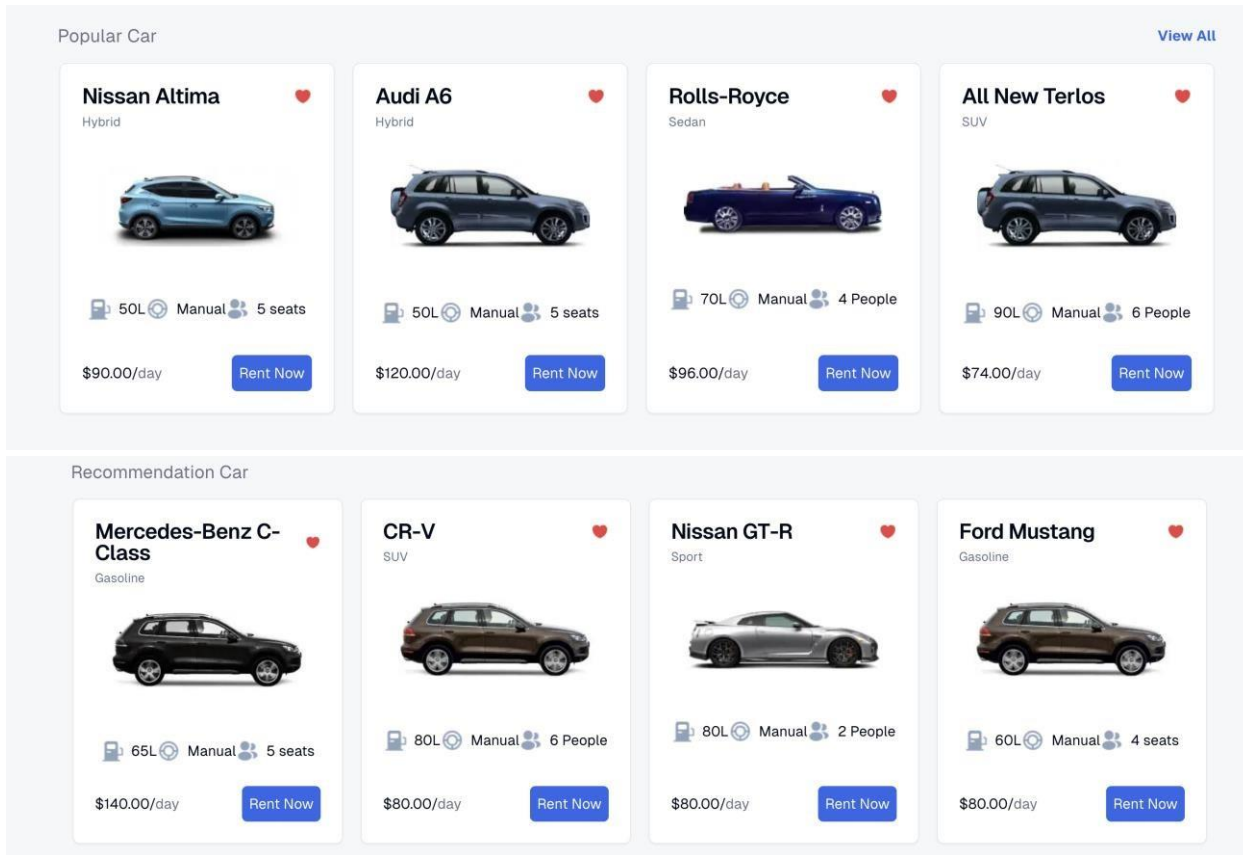 Popular Car
View All
Nissan Altima
Hybrid
50L Manual 5 seats
$90.00/day
Rent Now
Audi A6
Hybrid
50L Manual 5 seats
$120.00/day
Rent Now
Rolls-Royce
Sedan
70L Manual 4 People
$96.00/day
Rent Now
All New Terlos
SUV
90L Manual 6 People
$74.00/day
Rent Now
Recommendation Car
Mercedes-Benz C-
Class
Gasoline
65L Manual 5 seats
$140.00/day
Rent Now
CR-V
SUV
80L Manual 6 People
$80.00/day
Rent Now
Nissan GT-R
Sport
80L Manual 2 People
$80.00/day
Rent Now
Ford Mustang
Gasoline
60L Manual 4 seats
$80.00/day
Rent Now